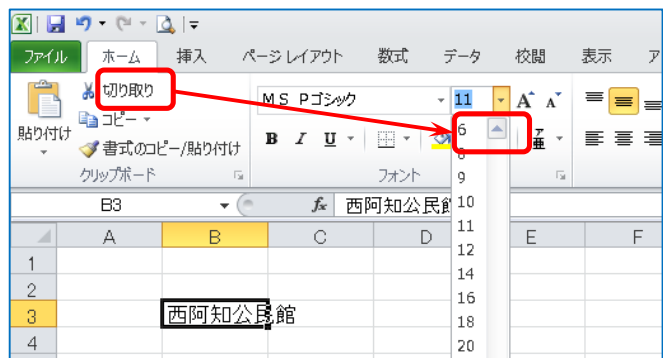 ファイル ホーム 挿入 ページ レイアウト 数式 データ 校閲 表示 ア
切り取り
コピー
貼り付け
書式のコピー/貼り付け
クリップボード
ＭＳ Ｐゴシック 11 A A
B I U
亜
フォント
6
8
9
10
11
12
14
16
18
20
B3 fx 西阿知公民館
A B C D E F
1
2
3 西阿知公民館
4